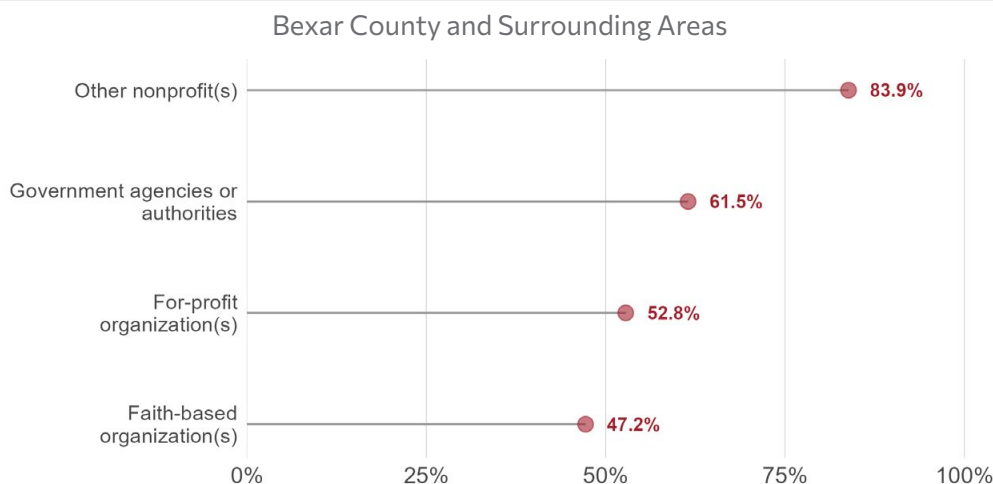 Bexar County and Surrounding Areas
Other nonprofit(s)
83.9%
Government agencies or
authorities
61.5%
For-profit
organization(s)
52.8%
Faith-based
organization(s)
47.2%
0%
25%
50%
75%
100%